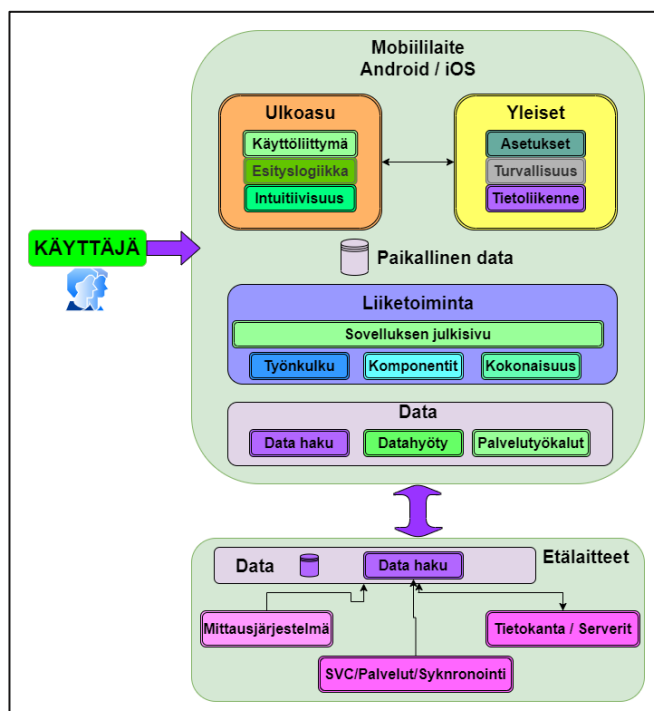 Mobiililaite
Android / iOS
Ulkoasu
Käyttöliittymä
Esityslogiikka
Intuitiivisuus
Yleiset
Asetukset
Turvallisuus
Tietoliikenne
KÄYTTÄJÄ
Paikallinen data
Liiketoiminta
Sovelluksen julkisivu
Työnkulku
Komponentit
Kokonaisuus
Data
Data haku
Datahyöty
Palvelutyökalut
Etälaitteet
Data
Data haku
Mittausjärjestelmä
Tietokanta / Serverit
SVC/Palvelut/Syknronointi